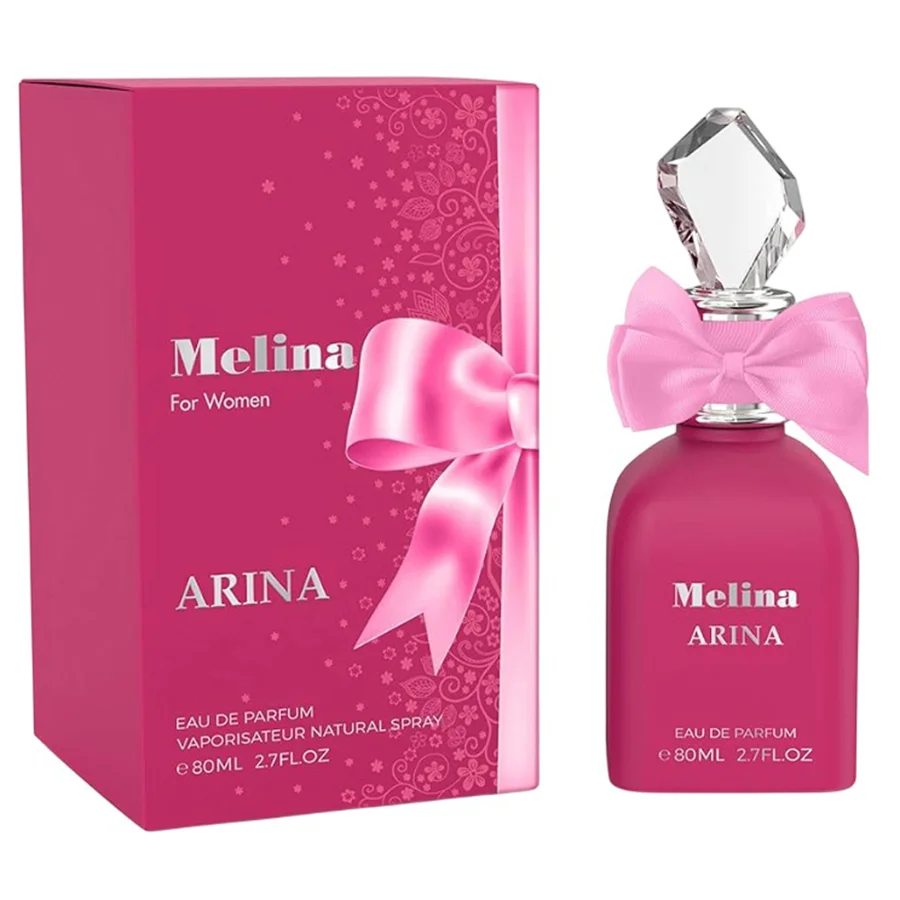 Melina
For Women
ARINA
EAU DE PARFUM
VAPORISATEUR NATURAL SPRAY
℮80ML 2.7FL.OZ
Melina
ARINA
EAU DE PARFUM
℮80ML 2.7FL.OZ